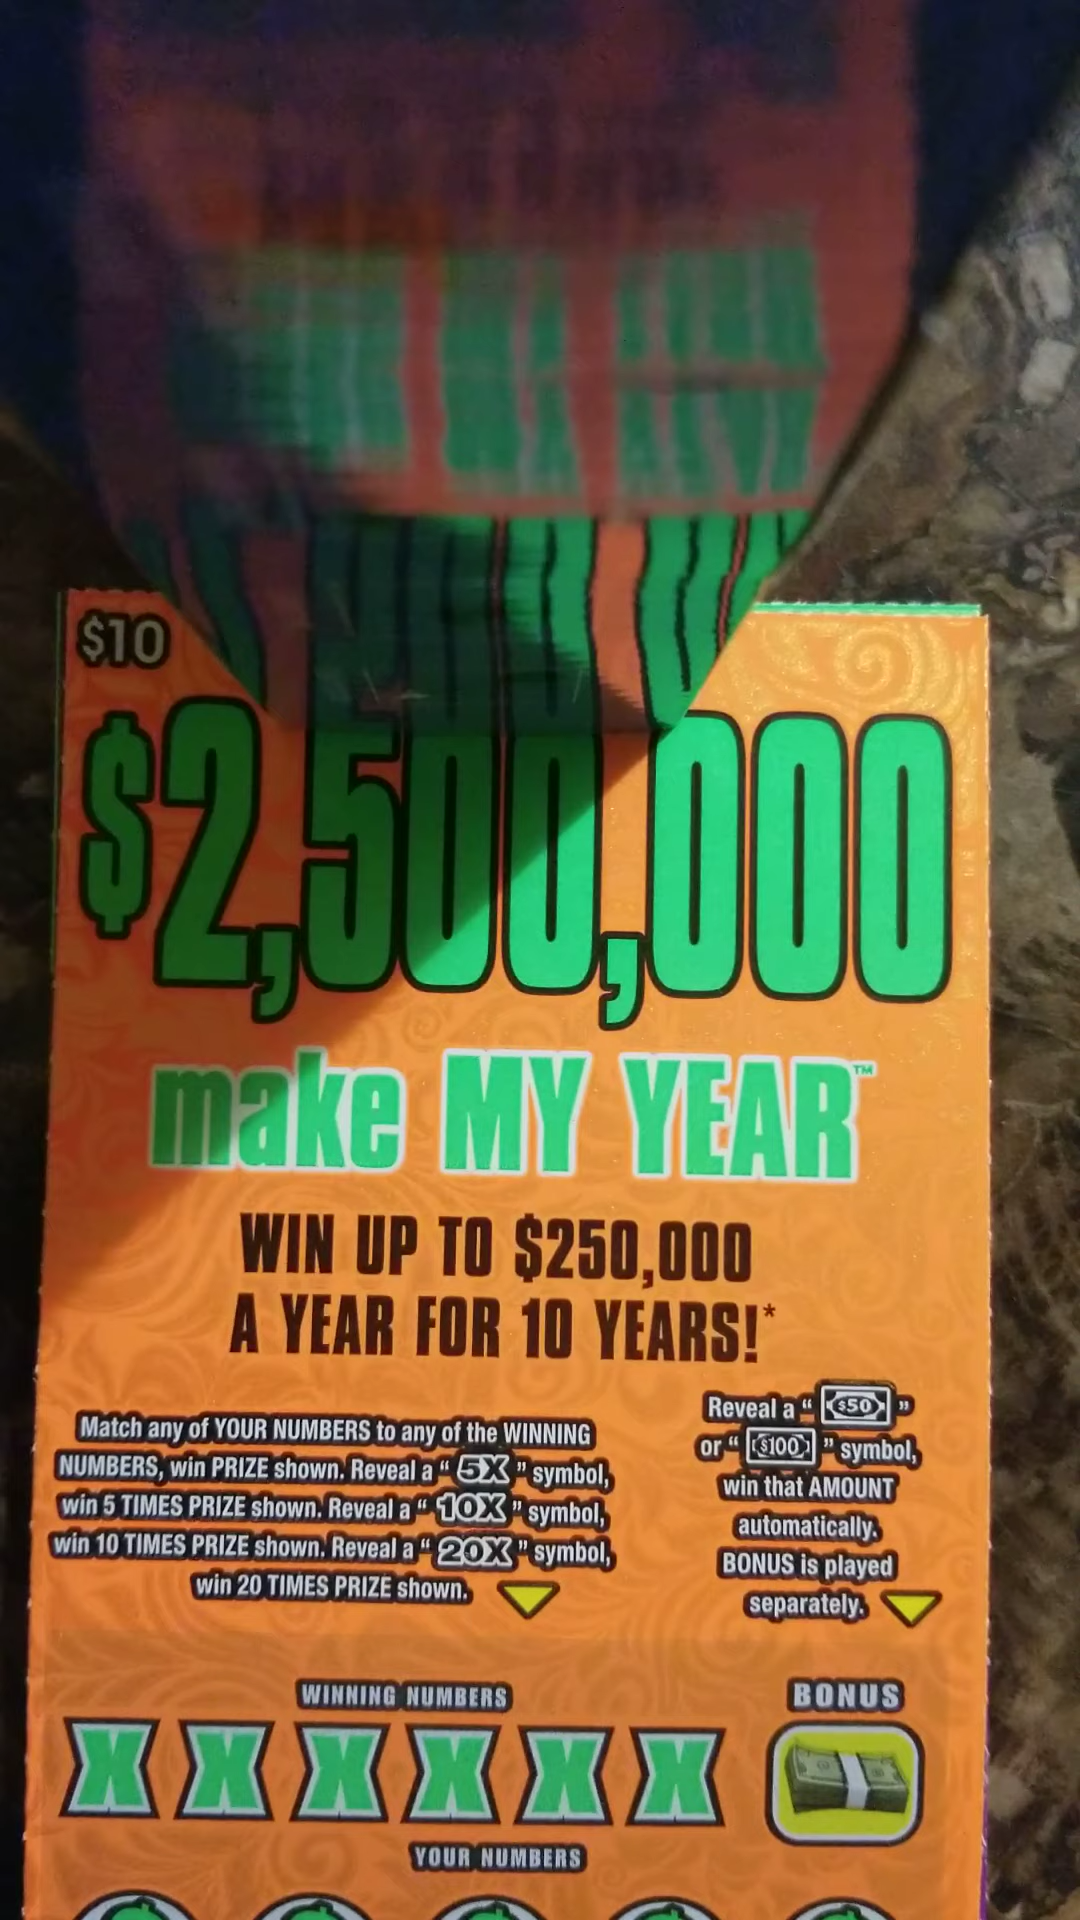 $10
$2,500,000
make MY YEAR™
WIN UP TO $250,000
A YEAR FOR 10 YEARS!*
Match any of YOUR NUMBERS to any of the WINNING
NUMBERS, win PRIZE shown. Reveal a “ 5X ” symbol,
win 5 TIMES PRIZE shown. Reveal a “ 10X ” symbol,
win 10 TIMES PRIZE shown. Reveal a “ 20X ” symbol,
win 20 TIMES PRIZE shown.
Reveal a “ $50 ”
or “ $100 ” symbol,
win that AMOUNT
automatically.
BONUS is played
separately.
WINNING NUMBERS
X X X X X X
BONUS
YOUR NUMBERS